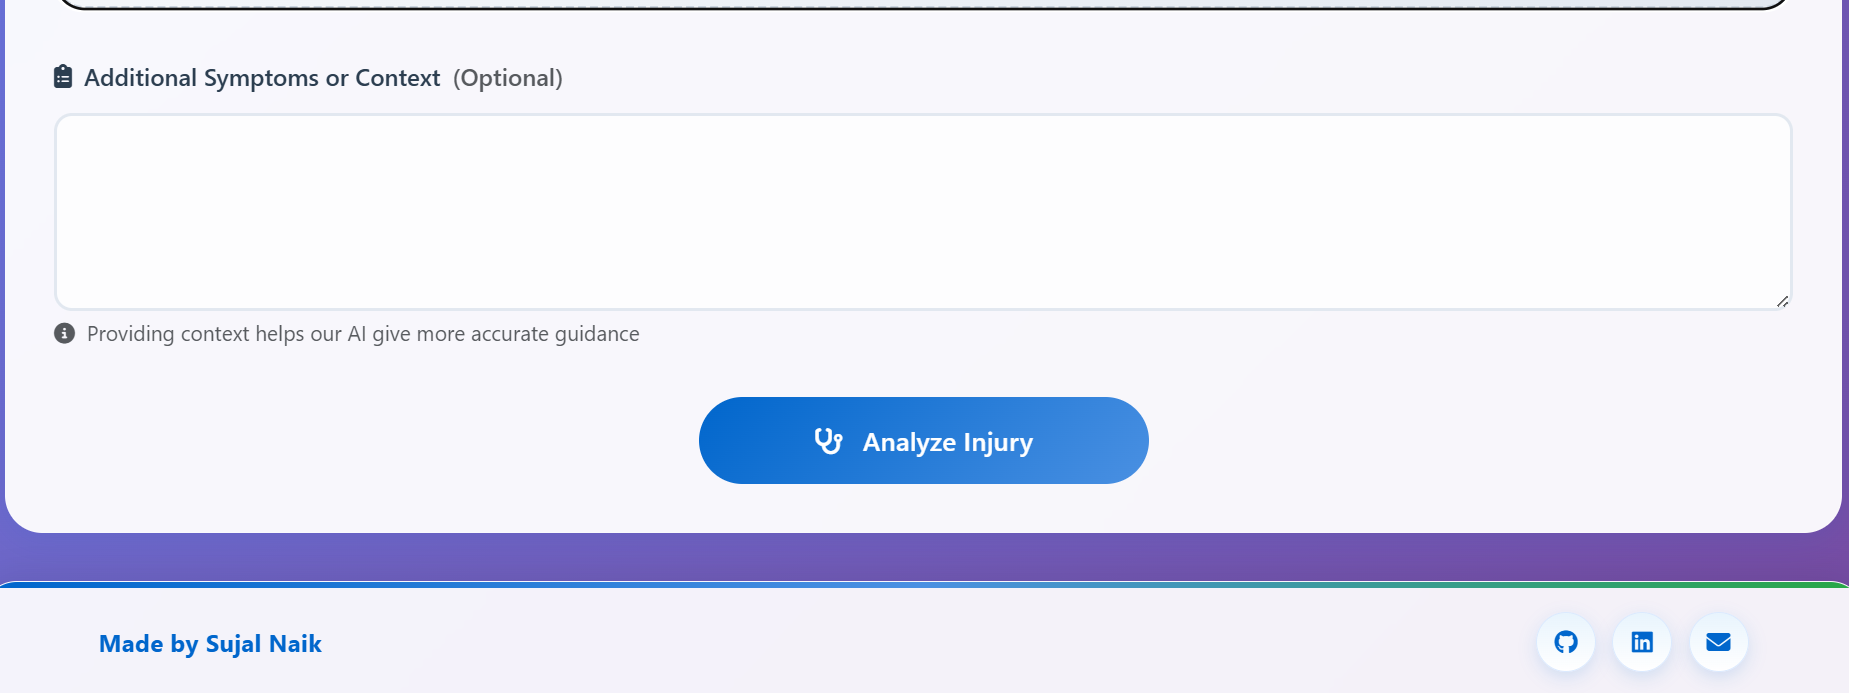 Additional Symptoms or Context (Optional)
Providing context helps our AI give more accurate guidance
Analyze Injury
Made by Sujal Naik